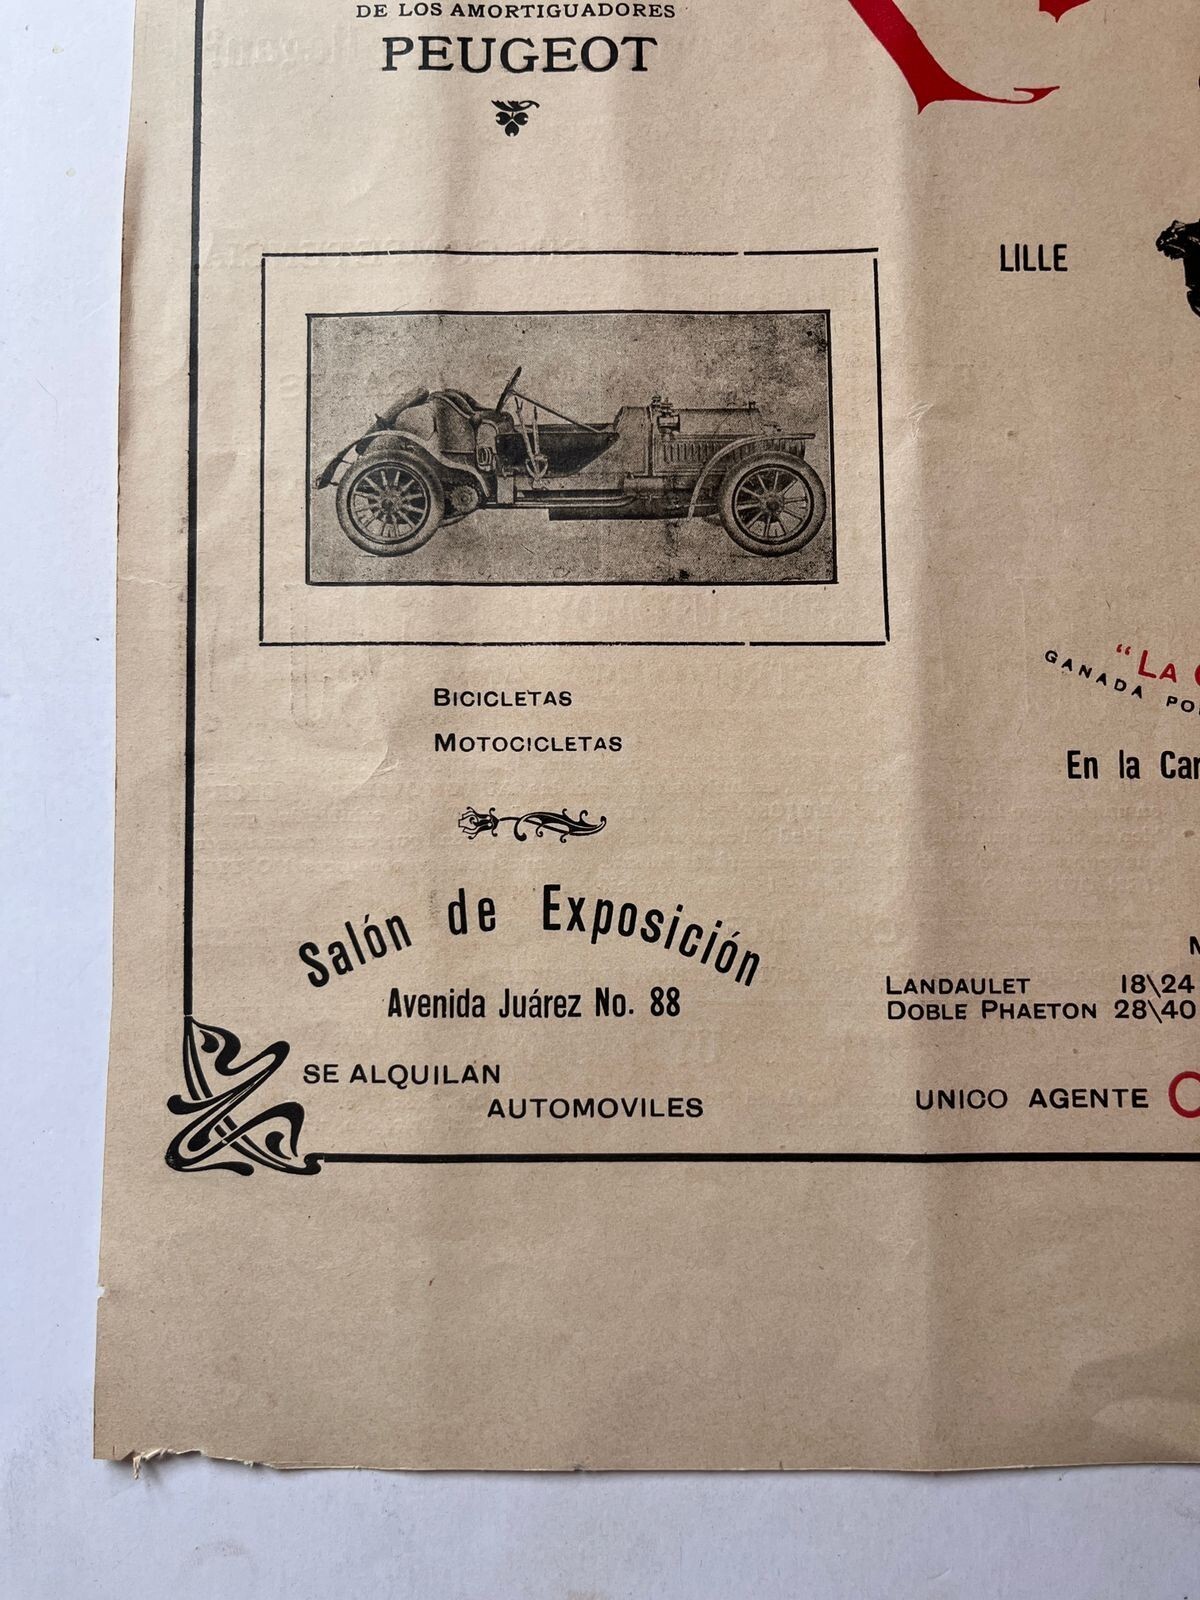 DE LOS AMORTIGUADORES
PEUGEOT
LILLE
BICICLETAS
MOTOCICLETAS
"LA
GANADA
En la
Salón de Exposición
Avenida Juárez No. 88
LANDAULET 18\24
DOBLE PHAETON 28\40
SE ALQUILAN
AUTOMOVILES
UNICO AGENTE